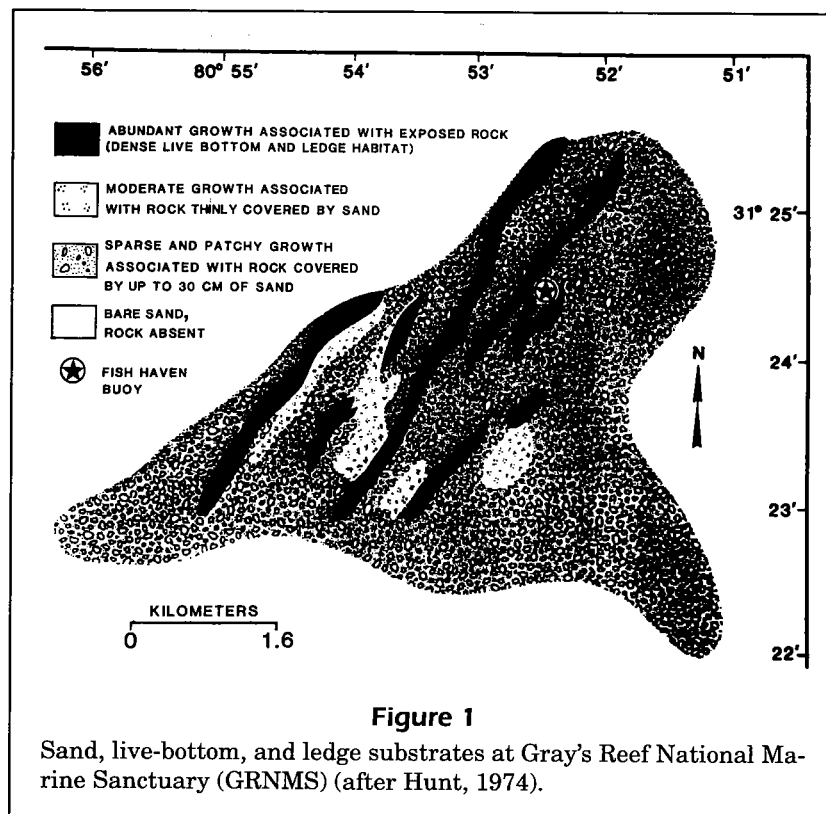 56′ 80° 55′ 54′ 53′ 52′ 51′
ABUNDANT GROWTH ASSOCIATED WITH EXPOSED ROCK
(DENSE LIVE BOTTOM AND LEDGE HABITAT)
MODERATE GROWTH ASSOCIATED
WITH ROCK THINLY COVERED BY SAND
31° 25′
SPARSE AND PATCHY GROWTH
ASSOCIATED WITH ROCK COVERED
BY UP TO 30 CM OF SAND
BARE SAND,
ROCK ABSENT
N
24′
FISH HAVEN
BUOY
23′
KILOMETERS
0 1.6
22′
Figure 1
Sand, live-bottom, and ledge substrates at Gray's Reef National Ma-
rine Sanctuary (GRNMS) (after Hunt, 1974).